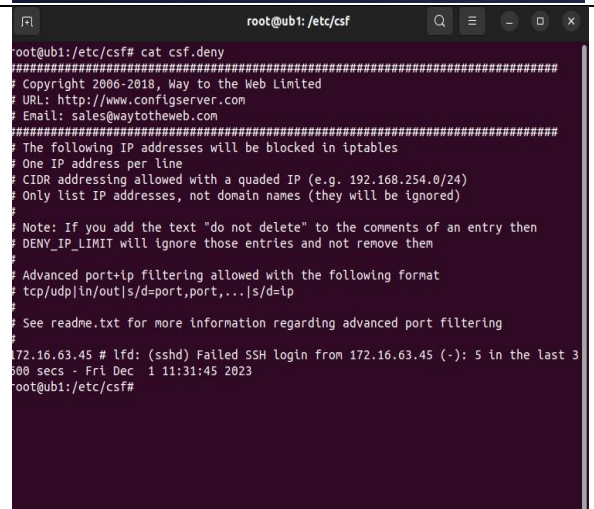 root@ub1: /etc/csf
root@ub1:/etc/csf# cat csf.deny
###############################################################################
# Copyright 2006-2018, Way to the Web Limited
# URL: http://www.configserver.com
# Email: sales@waytotheweb.com
###############################################################################
# The following IP addresses will be blocked in iptables
# One IP address per line
# CIDR addressing allowed with a quaded IP (e.g. 192.168.254.0/24)
# Only list IP addresses, not domain names (they will be ignored)
#
# Note: If you add the text "do not delete" to the comments of an entry then
# DENY_IP_LIMIT will ignore those entries and not remove them
#
# Advanced port+ip filtering allowed with the following format
# tcp/udp|in/out|s/d=port,port,...|s/d=ip
#
# See readme.txt for more information regarding advanced port filtering
#
172.16.63.45 # lfd: (sshd) Failed SSH login from 172.16.63.45 (-): 5 in the last 3
600 secs - Fri Dec  1 11:31:45 2023
root@ub1:/etc/csf#